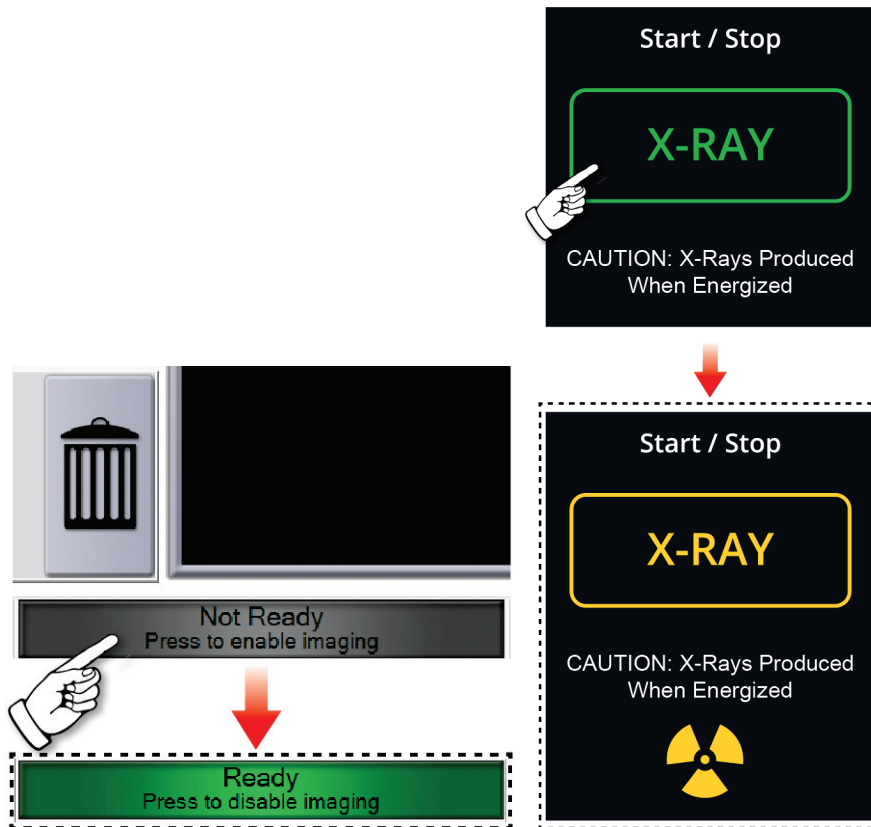 Start / Stop
X-RAY
CAUTION: X-Rays Produced
When Energized
Not Ready
Press to enable imaging
Ready
Press to disable imaging
Start / Stop
X-RAY
CAUTION: X-Rays Produced
When Energized